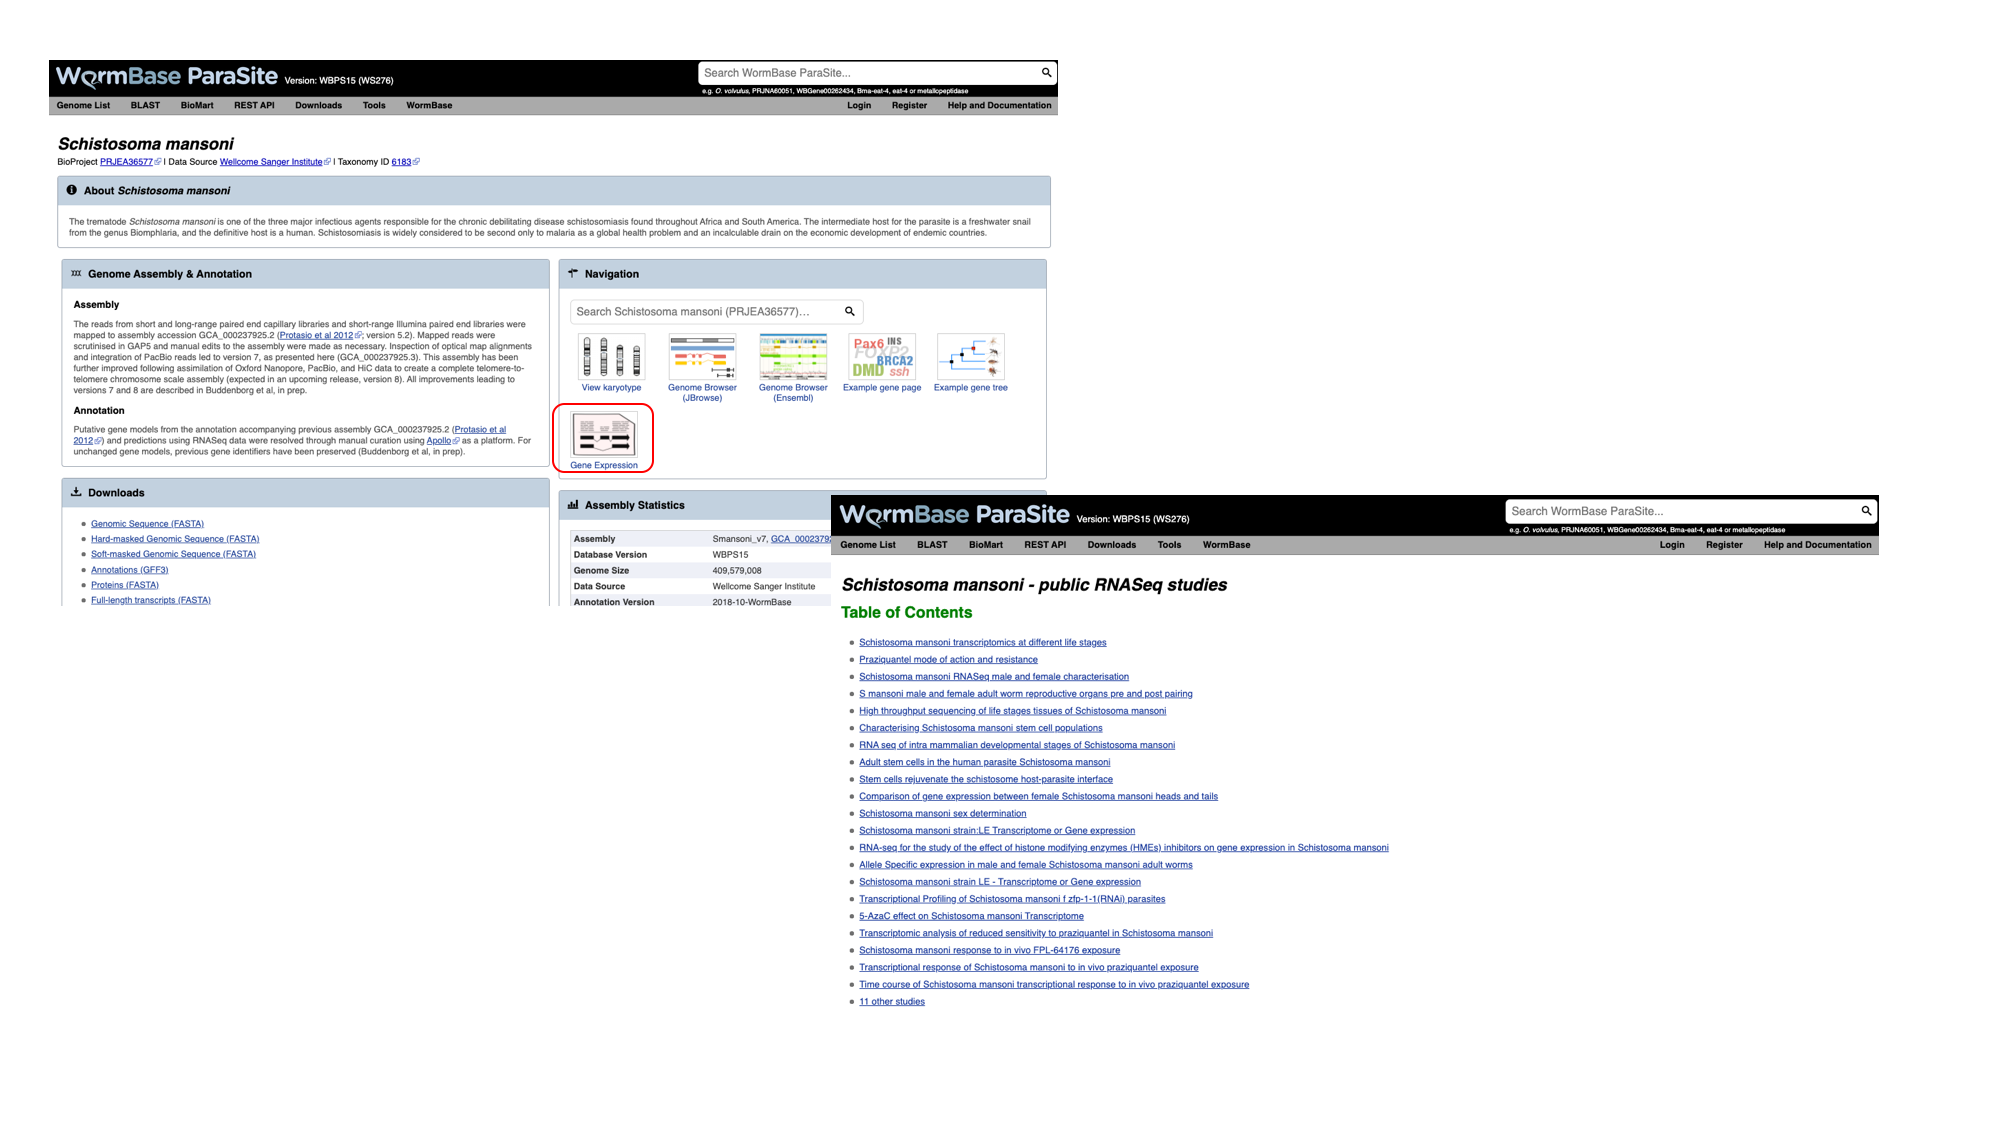 WormBase ParaSite Version: WBPS15 (WS276)
Search WormBase ParaSite...
e.g. O. volvulus, PRJNA60051, WBGene00262434, Bma-eat-4, eat-4 or metallopeptidase
Genome List BLAST BioMart REST API Downloads Tools WormBase Login Register Help and Documentation
Schistosoma mansoni
BioProject PRJEA36577 | Data Source Wellcome Sanger Institute | Taxonomy ID 6183
About Schistosoma mansoni
The trematode Schistosoma mansoni is one of the three major infectious agents responsible for the chronic debilitating disease schistosomiasis found throughout Africa and South America. The intermediate host for the parasite is a freshwater snail
from the genus Biomphlaria, and the definitive host is a human. Schistosomiasis is widely considered to be second only to malaria as a global health problem and an incalculable drain on the economic development of endemic countries.
Genome Assembly & Annotation
Assembly
The reads from short and long-range paired end capillary libraries and short-range Illumina paired end libraries were
mapped to assembly accession GCA_000237925.2 (Protasio et al 2012; version 5.2). Mapped reads were
scrutinised in GAP5 and manual edits to the assembly were made as necessary. Inspection of optical map alignments
and integration of PacBio reads led to version 7, as presented here (GCA_000237925.3). This assembly has been
further improved following assimilation of Oxford Nanopore, PacBio, and HiC data to create a complete telomere-to-
telomere chromosome scale assembly (expected in an upcoming release, version 8). All improvements leading to
versions 7 and 8 are described in Buddenborg et al, in prep.
Annotation
Putative gene models from the annotation accompanying previous assembly GCA_000237925.2 (Protasio et al
2012) and predictions using RNASeq data were resolved through manual curation using Apollo as a platform. For
unchanged gene models, previous gene identifiers have been preserved (Buddenborg et al, in prep).
Navigation
Search Schistosoma mansoni (PRJEA36577)...
Pax6 INS
FOXP2
BRCA2
DMD ssh
View karyotype
Genome Browser
(JBrowse)
Genome Browser
(Ensembl)
Example gene page
Example gene tree
Gene Expression
Downloads
Genomic Sequence (FASTA)
Hard-masked Genomic Sequence (FASTA)
Soft-masked Genomic Sequence (FASTA)
Annotations (GFF3)
Proteins (FASTA)
Full-length transcripts (FASTA)
Assembly Statistics
Assembly Smansoni_v7, GCA_0002379
Database Version WBPS15
Genome Size 409,579,008
Data Source Wellcome Sanger Institute
Annotation Version 2018-10-WormBase
WormBase ParaSite Version: WBPS15 (WS276)
Search WormBase ParaSite...
e.g. O. volvulus, PRJNA60051, WBGene00262434, Bma-eat-4, eat-4 or metallopeptidase
Genome List BLAST BioMart REST API Downloads Tools WormBase Login Register Help and Documentation
Schistosoma mansoni - public RNASeq studies
Table of Contents
Schistosoma mansoni transcriptomics at different life stages
Praziquantel mode of action and resistance
Schistosoma mansoni RNASeq male and female characterisation
S mansoni male and female adult worm reproductive organs pre and post pairing
High throughput sequencing of life stages tissues of Schistosoma mansoni
Characterising Schistosoma mansoni stem cell populations
RNA seq of intra mammalian developmental stages of Schistosoma mansoni
Adult stem cells in the human parasite Schistosoma mansoni
Stem cells rejuvenate the schistosome host-parasite interface
Comparison of gene expression between female Schistosoma mansoni heads and tails
Schistosoma mansoni sex determination
Schistosoma mansoni strain:LE Transcriptome or Gene expression
RNA-seq for the study of the effect of histone modifying enzymes (HMEs) inhibitors on gene expression in Schistosoma mansoni
Allele Specific expression in male and female Schistosoma mansoni adult worms
Schistosoma mansoni strain LE - Transcriptome or Gene expression
Transcriptional Profiling of Schistosoma mansoni f zfp-1-1(RNAi) parasites
5-AzaC effect on Schistosoma mansoni Transcriptome
Transcriptomic analysis of reduced sensitivity to praziquantel in Schistosoma mansoni
Schistosoma mansoni response to in vivo FPL-64176 exposure
Transcriptional response of Schistosoma mansoni to in vivo praziquantel exposure
Time course of Schistosoma mansoni transcriptional response to in vivo praziquantel exposure
11 other studies